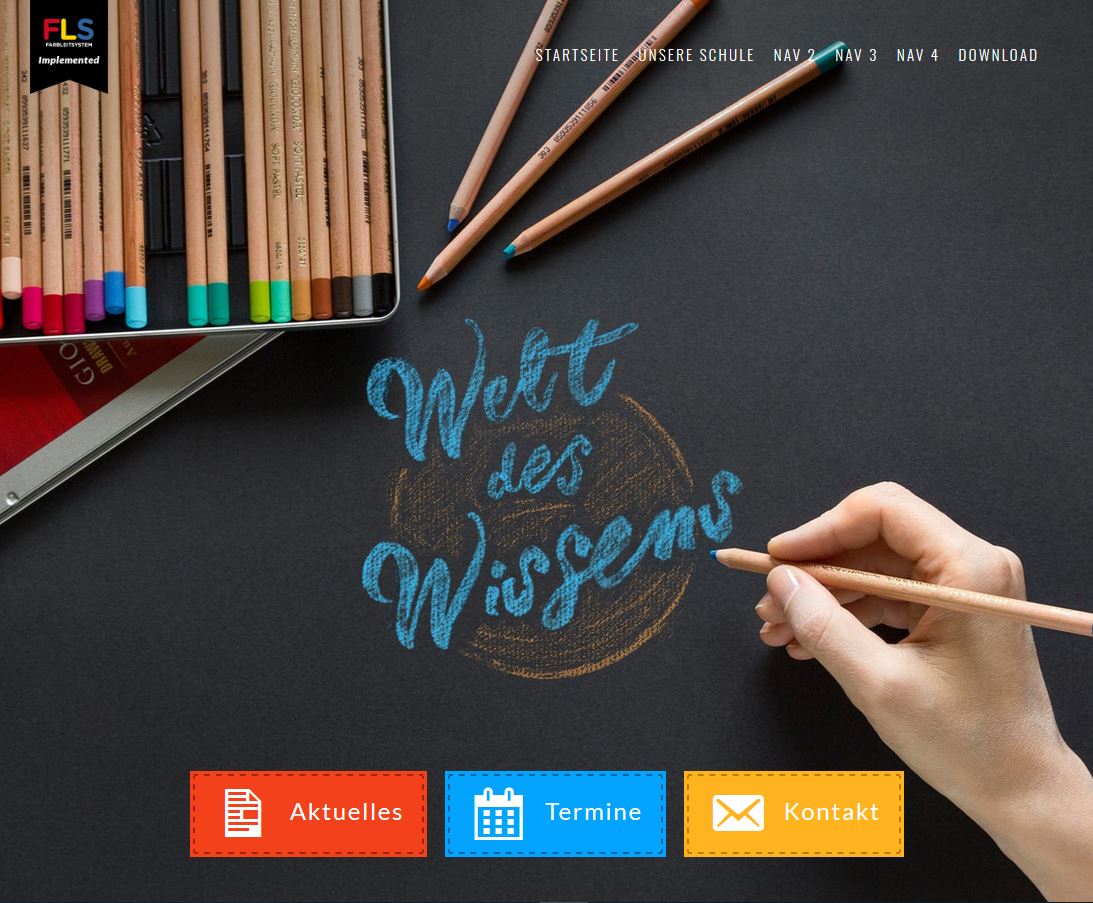 FLS
FARBLEITSYSTEM
Implemented
STARTSEITE UNSERE SCHULE NAV 2 NAV 3 NAV 4 DOWNLOAD
Welt
des
Wissens
Aktuelles
Termine
Kontakt